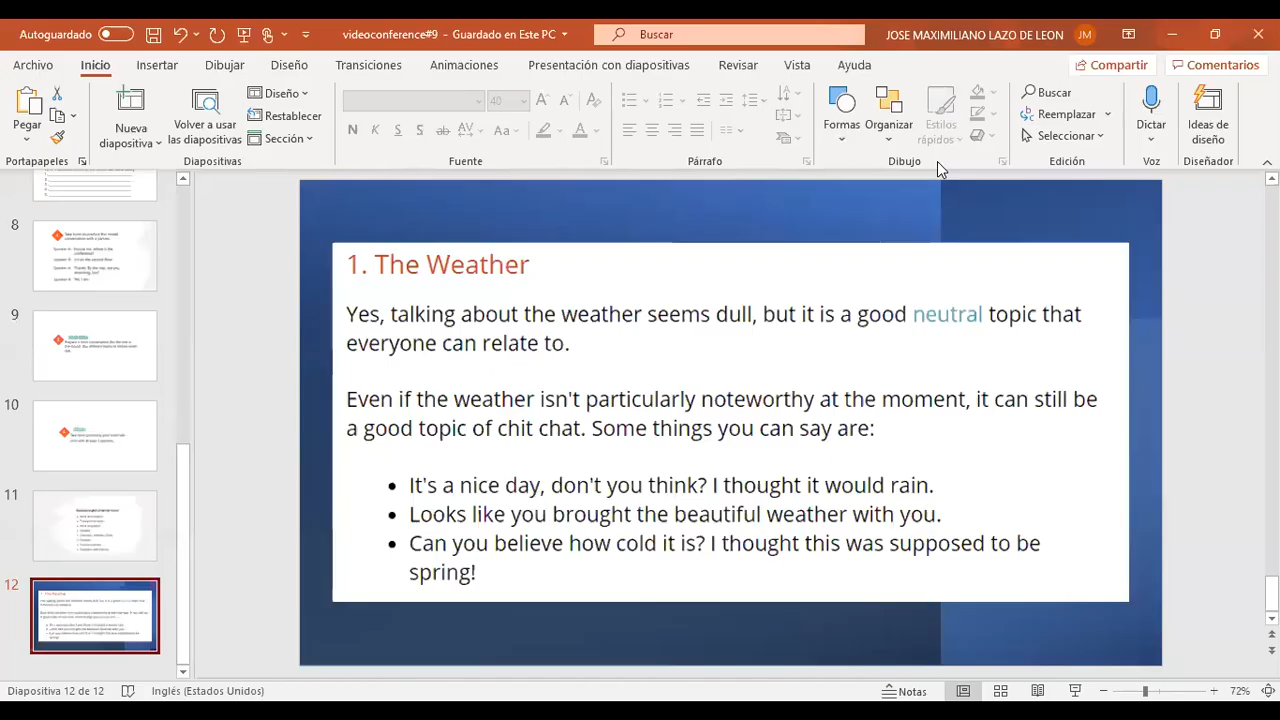 Autoguardado
videoconference#9 - Guardado en Este PC
Buscar
JOSE MAXIMILIANO LAZO DE LEON
JM
Archivo
Inicio
Insertar
Dibujar
Diseño
Transiciones
Animaciones
Presentación con diapositivas
Revisar
Vista
Ayuda
Compartir
Comentarios
Pegar
Portapapeles
Nueva
diapositiva
Volver a usar
las diapositivas
Diseño
Restablecer
Sección
Diapositivas
40
N K S S ab AV Aa A
Fuente
Párrafo
Formas
Organizar
Estilos
rápidos
Dibujo
Buscar
Reemplazar
Seleccionar
Edición
Dictar
Voz
Ideas de
diseño
Diseñador
8
9
10
11
12
1. The Weather
Yes, talking about the weather seems dull, but it is a good neutral topic that
everyone can relate to.
Even if the weather isn't particularly noteworthy at the moment, it can still be
a good topic of chit chat. Some things you can say are:
• It's a nice day, don't you think? I thought it would rain.
• Looks like you brought the beautiful weather with you.
• Can you believe how cold it is? I thought this was supposed to be
spring!
Diapositiva 12 de 12
Inglés (Estados Unidos)
Notas
72%